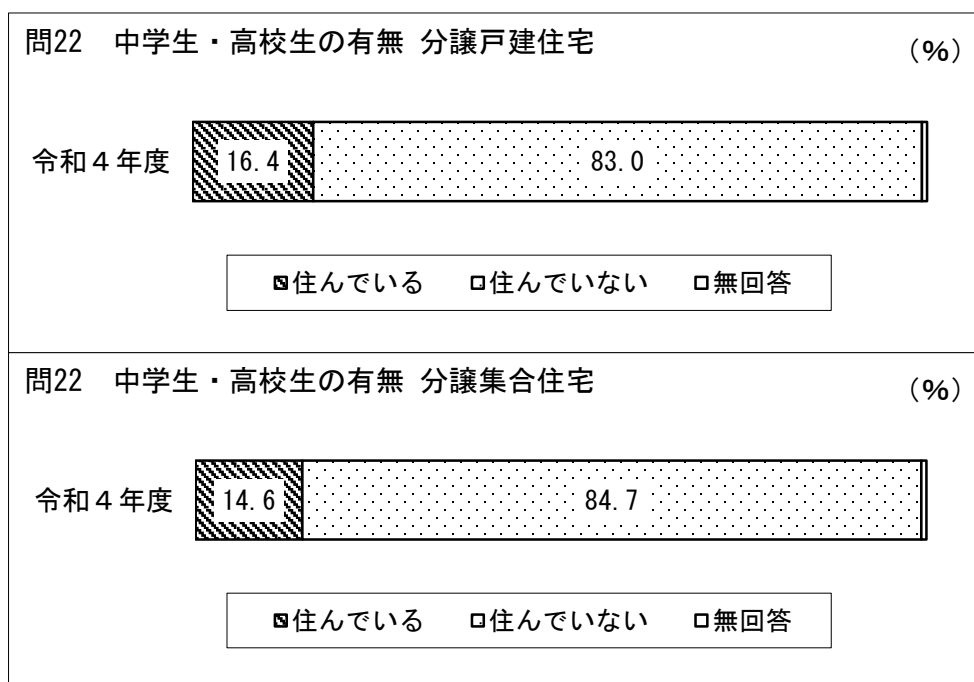 問22　中学生・高校生の有無 分譲戸建住宅
（%）
令和４年度
16.4
83.0
住んでいる　住んでいない　無回答
問22　中学生・高校生の有無 分譲集合住宅
（%）
令和４年度
14.6
84.7
住んでいる　住んでいない　無回答